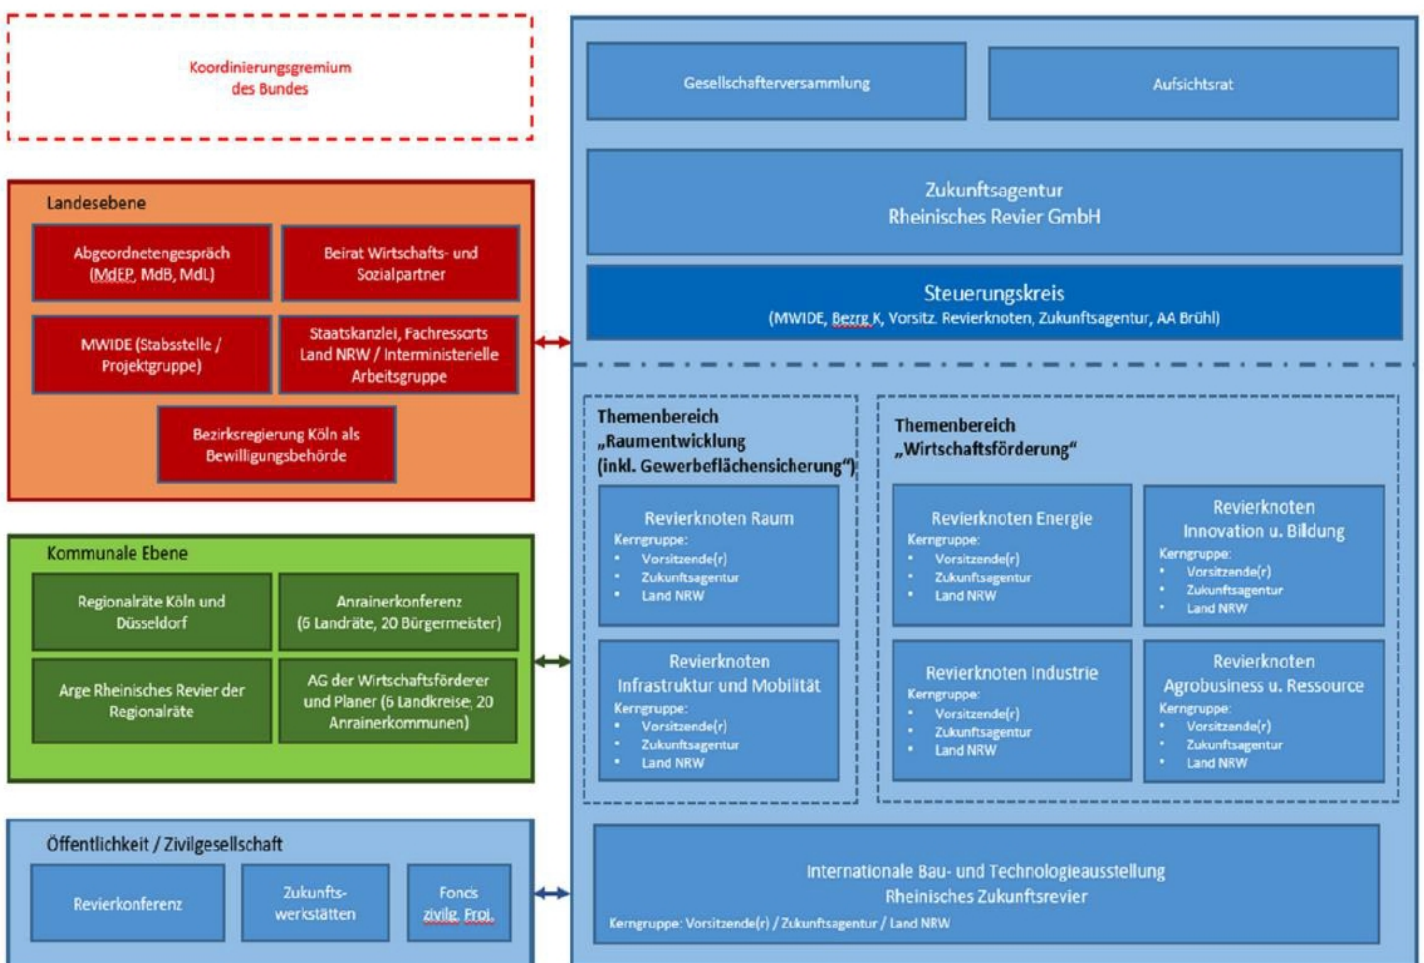 Koordinierungsgremium
des Bundes
Landesebene
Abgeordnetengespräch
(MdEP, MdB, MdL)
Beirat Wirtschafts- und
Sozialpartner
MWIDE (Stabsstelle /
Projektgruppe)
Staatskanzlei, Fachressorts
Land NRW / Interministerielle
Arbeitsgruppe
Bezirksregierung Köln als
Bewilligungsbehörde
Kommunale Ebene
Regionalräte Köln und
Düsseldorf
Anrainerkonferenz
(6 Landräte, 20 Bürgermeister)
Arge Rheinisches Revier der
Regionalräte
AG der Wirtschaftsförderer
und Planer (6 Landkreise, 20
Anrainerkommunen)
Öffentlichkeit / Zivilgesellschaft
Revierkonferenz
Zukunfts-
werkstätten
Fonds
zivilg. Proj.
Gesellschafterversammlung
Aufsichtsrat
Zukunftsagentur
Rheinisches Revier GmbH
Steuerungskreis
(MWIDE, Bezrg K, Vorsitz. Revierknoten, Zukunftsagentur, AA Brühl)
Themenbereich
„Raumentwicklung
(inkl. Gewerbeflächensicherung“)
Revierknoten Raum
Kerngruppe:
• Vorsitzende(r)
• Zukunftsagentur
• Land NRW
Revierknoten
Infrastruktur und Mobilität
Kerngruppe:
• Vorsitzende(r)
• Zukunftsagentur
• Land NRW
Themenbereich
„Wirtschaftsförderung“
Revierknoten Energie
Kerngruppe:
• Vorsitzende(r)
• Zukunftsagentur
• Land NRW
Revierknoten
Innovation u. Bildung
Kerngruppe:
• Vorsitzende(r)
• Zukunftsagentur
• Land NRW
Revierknoten Industrie
Kerngruppe:
• Vorsitzende(r)
• Zukunftsagentur
• Land NRW
Revierknoten
Agrobusiness u. Ressource
Kerngruppe:
• Vorsitzende(r)
• Zukunftsagentur
• Land NRW
Internationale Bau- und Technologieausstellung
Rheinisches Zukunftsrevier
Kerngruppe: Vorsitzende(r) / Zukunftsagentur / Land NRW